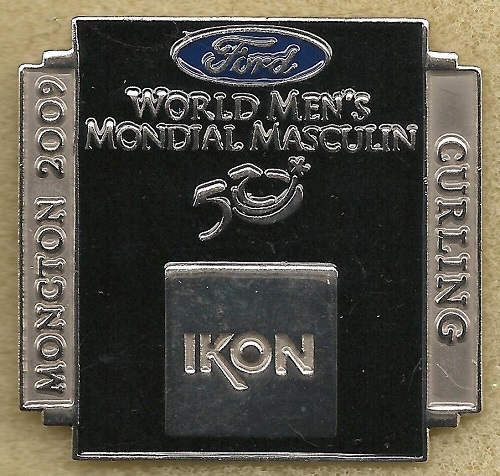 Ford
WORLD MEN'S
MONDIAL MASCULIN
50
MONCTON 2009
CURLING
IKON